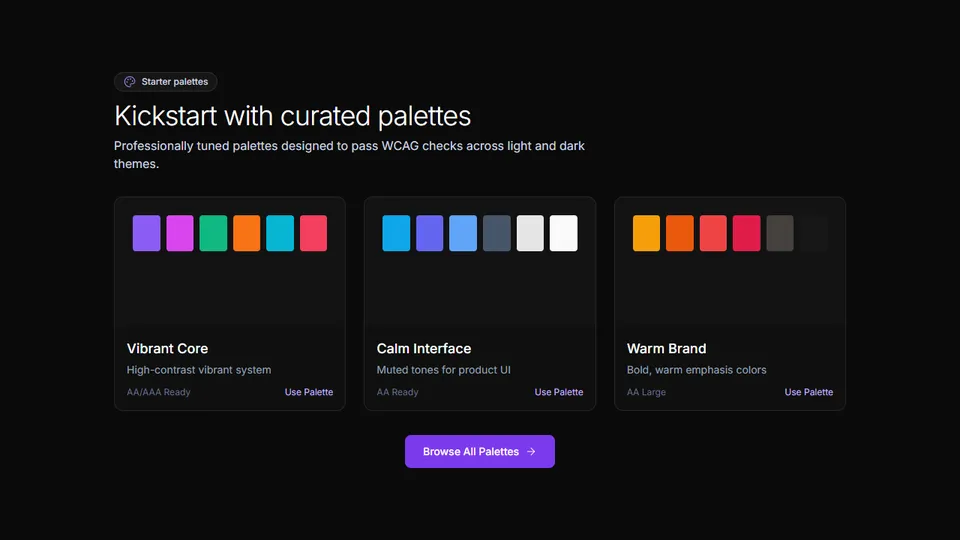 Starter palettes
Kickstart with curated palettes
Professionally tuned palettes designed to pass WCAG checks across light and dark
themes.
Vibrant Core
High-contrast vibrant system
AA/AAA Ready
Use Palette
Calm Interface
Muted tones for product UI
AA Ready
Use Palette
Warm Brand
Bold, warm emphasis colors
AA Large
Use Palette
Browse All Palettes